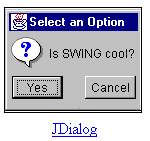 Select an Option
?
Is SWING cool?
Yes
Cancel
JDialog